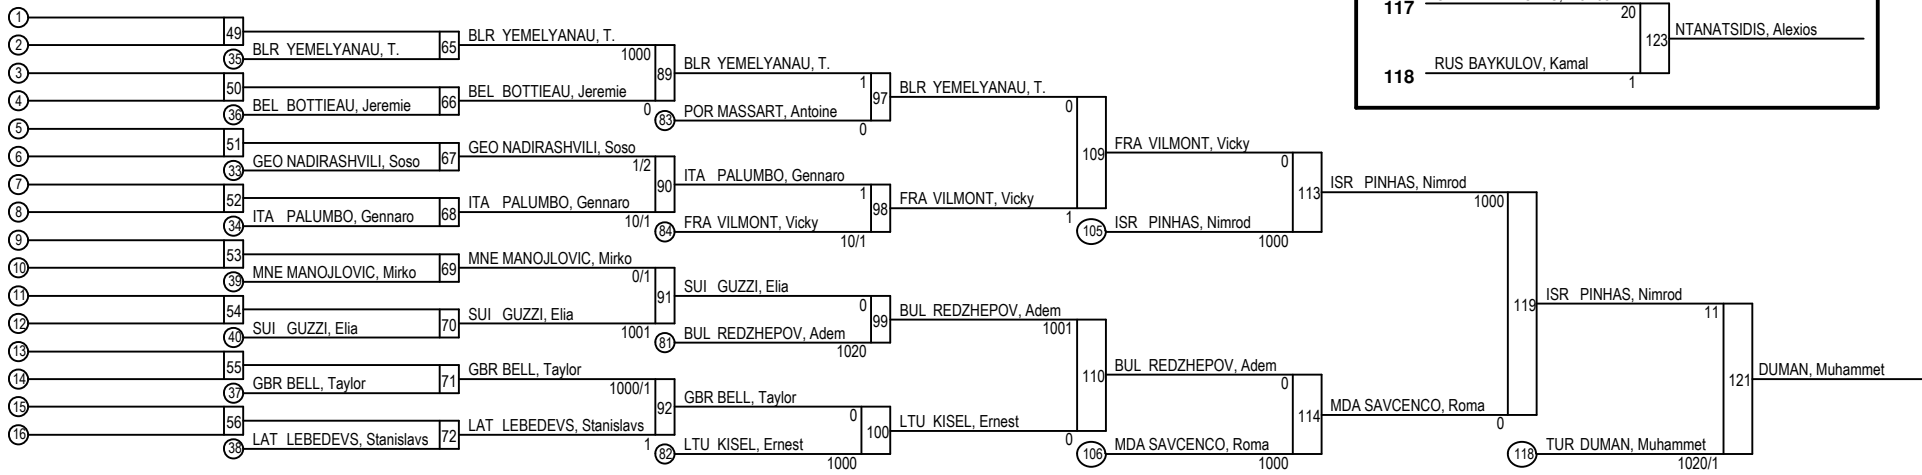 1
2
3
4
5
6
7
8
9
10
11
12
13
14
15
16
49
35 BLR YEMELYANAU, T.
50
36 BEL BOTTIEAU, Jeremie
51
33 GEO NADIRASHVILI, Soso
52
34 ITA PALUMBO, Gennaro
53
39 MNE MANOJLOVIC, Mirko
54
40 SUI GUZZI, Elia
55
37 GBR BELL, Taylor
56
38 LAT LEBEDEVS, Stanislavs
65 BLR YEMELYANAU, T.
1000
66 BEL BOTTIEAU, Jeremie
0
67 GEO NADIRASHVILI, Soso
1/2
68 ITA PALUMBO, Gennaro
10/1
69 MNE MANOJLOVIC, Mirko
0/1
70 SUI GUZZI, Elia
1001
71 GBR BELL, Taylor
1000/1
72 LAT LEBEDEVS, Stanislavs
1
89 BLR YEMELYANAU, T.
1
83 POR MASSART, Antoine
0
90 ITA PALUMBO, Gennaro
1
84 FRA VILMONT, Vicky
10/1
91 SUI GUZZI, Elia
0
81 BUL REDZHEPOV, Adem
1020
92 GBR BELL, Taylor
0
82 LTU KISEL, Ernest
1000
97 BLR YEMELYANAU, T.
0
98 FRA VILMONT, Vicky
1
99 BUL REDZHEPOV, Adem
1001
100 LTU KISEL, Ernest
0
109 FRA VILMONT, Vicky
0
105 ISR PINHAS, Nimrod
1000
110 BUL REDZHEPOV, Adem
0
106 MDA SAVCENCO, Roma
1000
113 ISR PINHAS, Nimrod
1000
114 MDA SAVCENCO, Roma
0
119 ISR PINHAS, Nimrod
11
118 TUR DUMAN, Muhammet
1020/1
121 DUMAN, Muhammet
117
20
123 NTANATSIDIS, Alexios
118 RUS BAYKULOV, Kamal
1